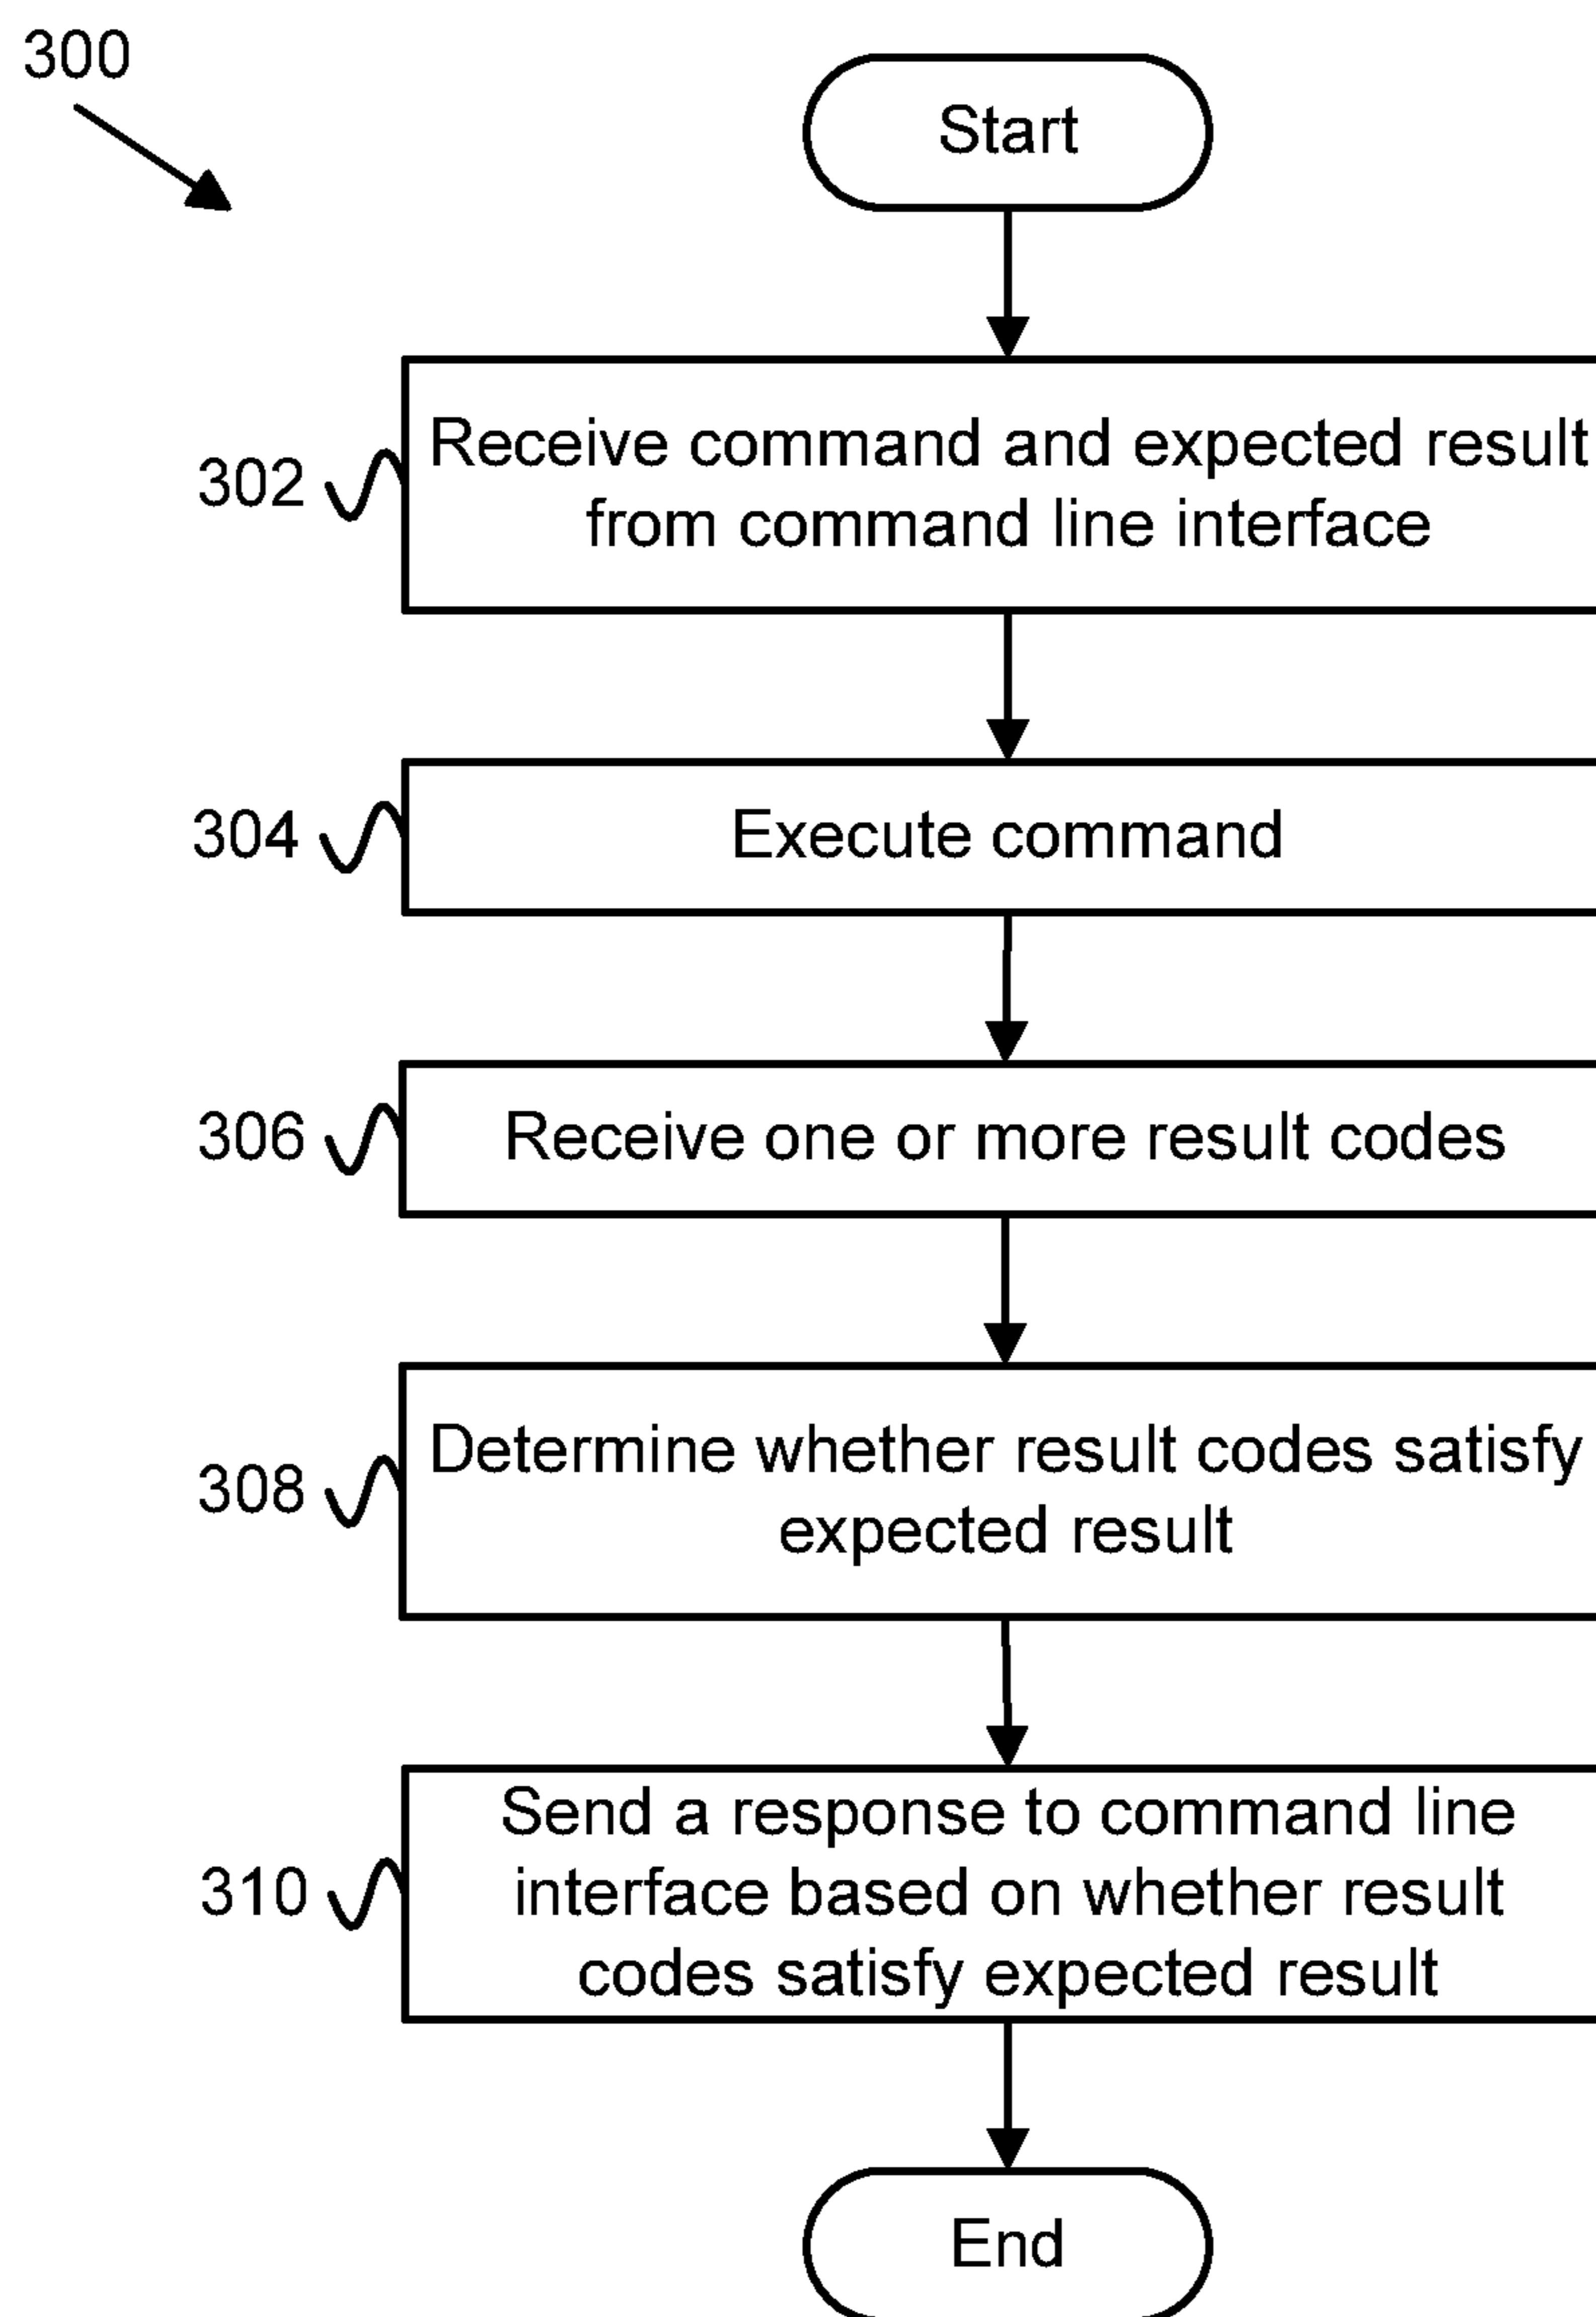 300
Start
302
Receive command and expected result
from command line interface
304
Execute command
306
Receive one or more result codes
308
Determine whether result codes satisfy
expected result
310
Send a response to command line
interface based on whether result
codes satisfy expected result
End